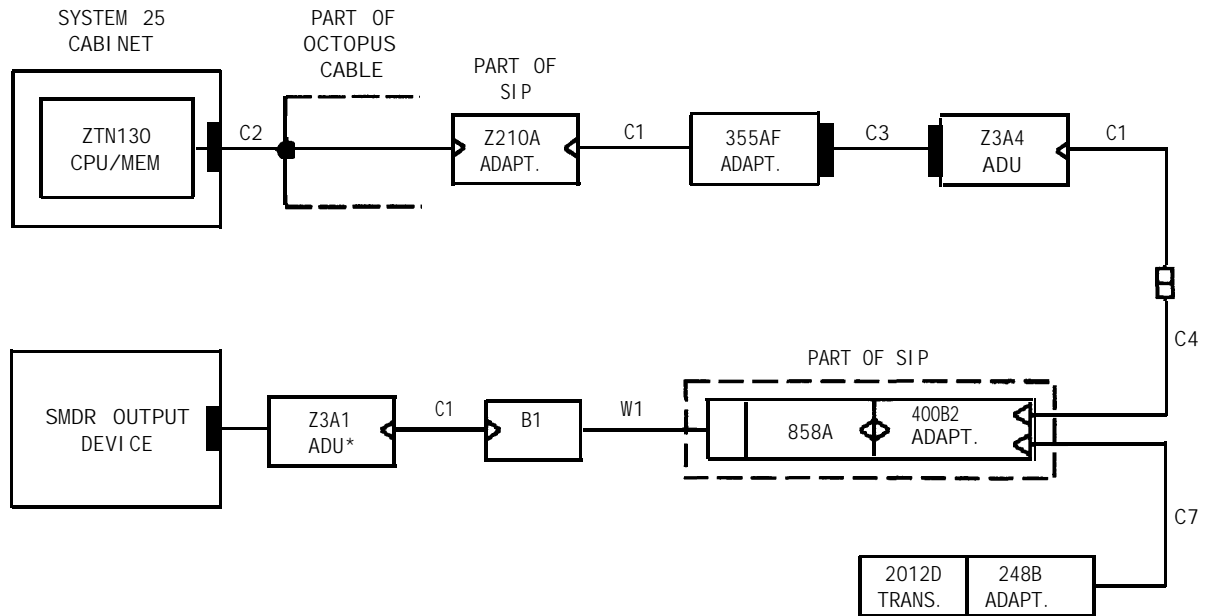 SYSTEM 25
CABINET
PART OF
OCTOPUS
CABLE
PART OF
SIP
ZTN130
CPU/MEM
C2
Z210A
ADAPT.
C1
355AF
ADAPT.
C3
Z3A4
ADU
C1
C4
PART OF SIP
SMDR OUTPUT
DEVICE
Z3A1
ADU*
C1
B1
W1
858A
400B2
ADAPT.
C7
2012D
TRANS.
248B
ADAPT.